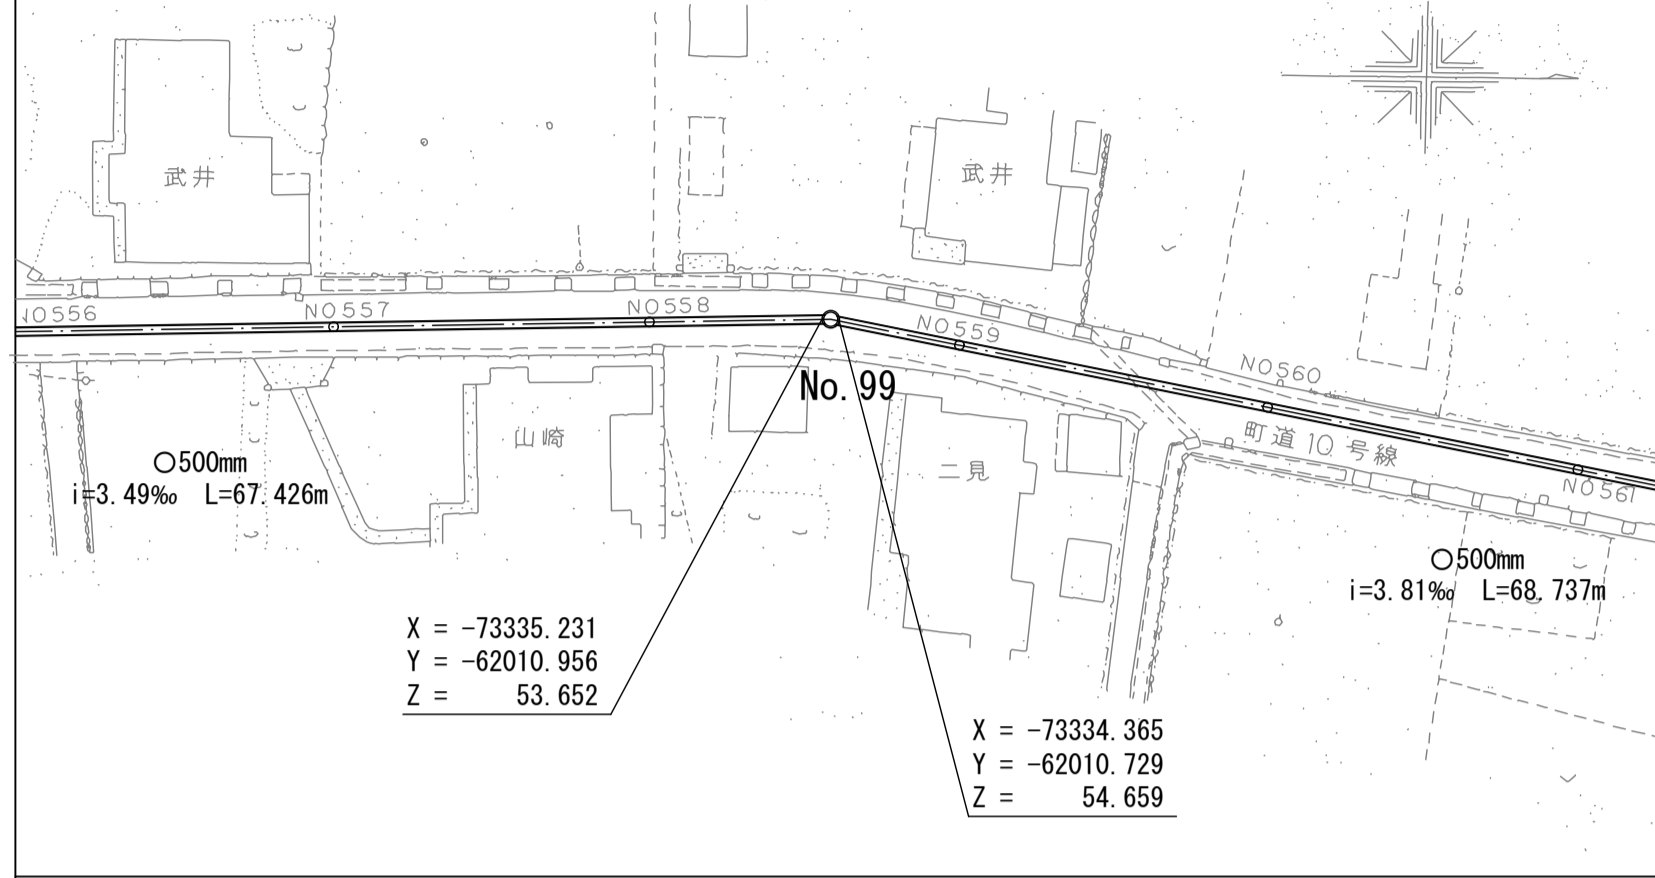 武井
武井
NO556
NO557
NO558
NO559
NO560
NO561
No.99
山崎
二見
町道10号線
○500mm
i=3.49‰ L=67.426m
○500mm
i=3.81‰ L=68.737m
X = -73335.231
Y = -62010.956
Z = 53.652
X = -73334.365
Y = -62010.729
Z = 54.659